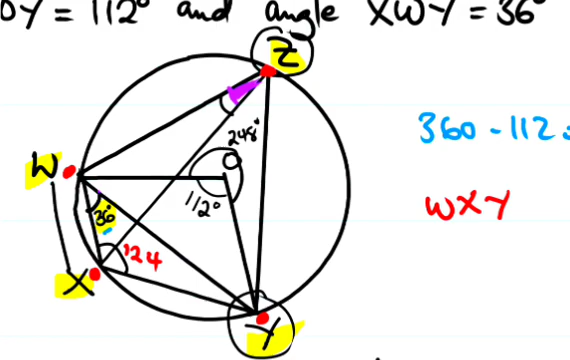 OY = 112° and angle XWY = 36°
Z
248°
360 - 112
W
O
112°
WXY
36°
124
X
Y